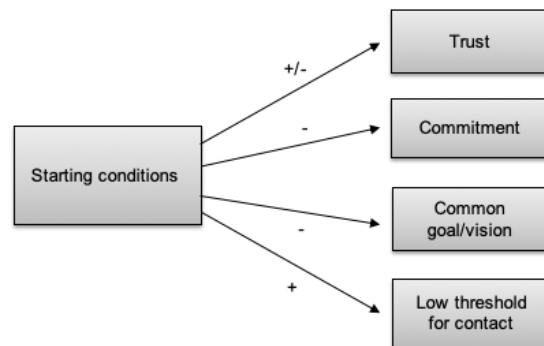 Trust
+/-
Commitment
-
Starting conditions
Common
goal/vision
-
+
Low threshold
for contact